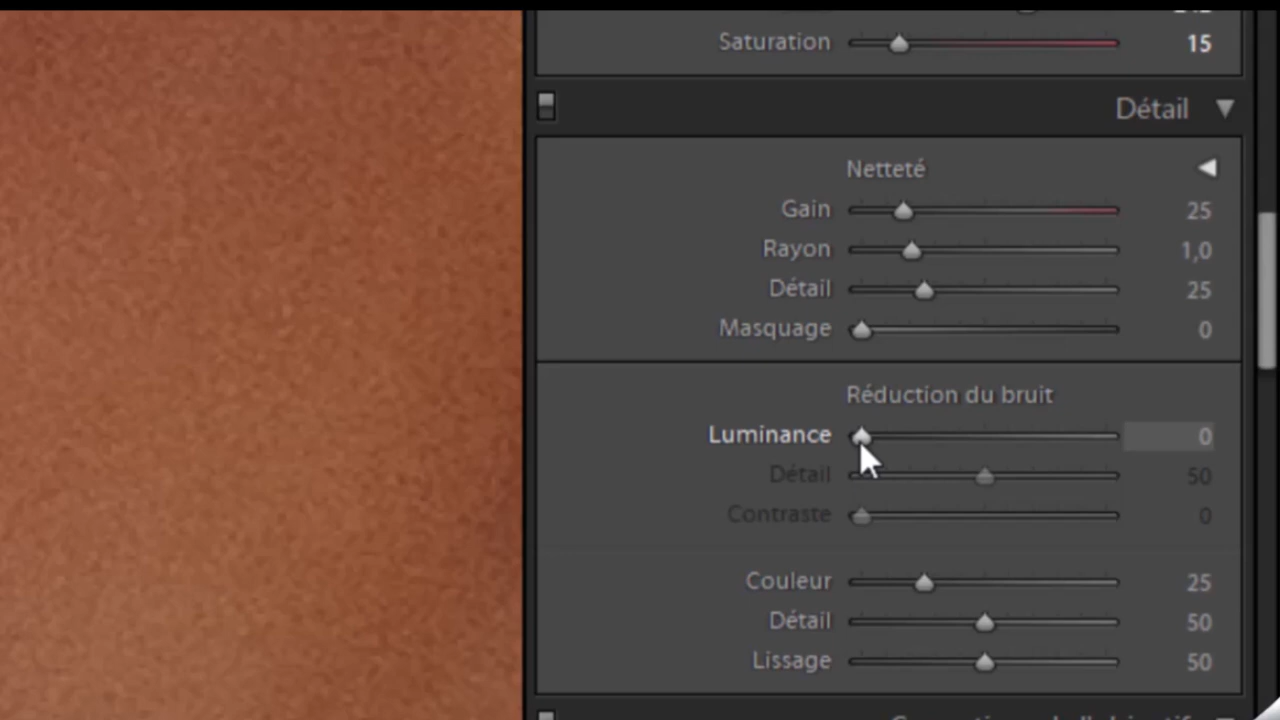 Saturation 15
Détail
Netteté
Gain 25
Rayon 1,0
Détail 25
Masquage 0
Réduction du bruit
Luminance 0
Détail 50
Contraste 0
Couleur 25
Détail 50
Lissage 50